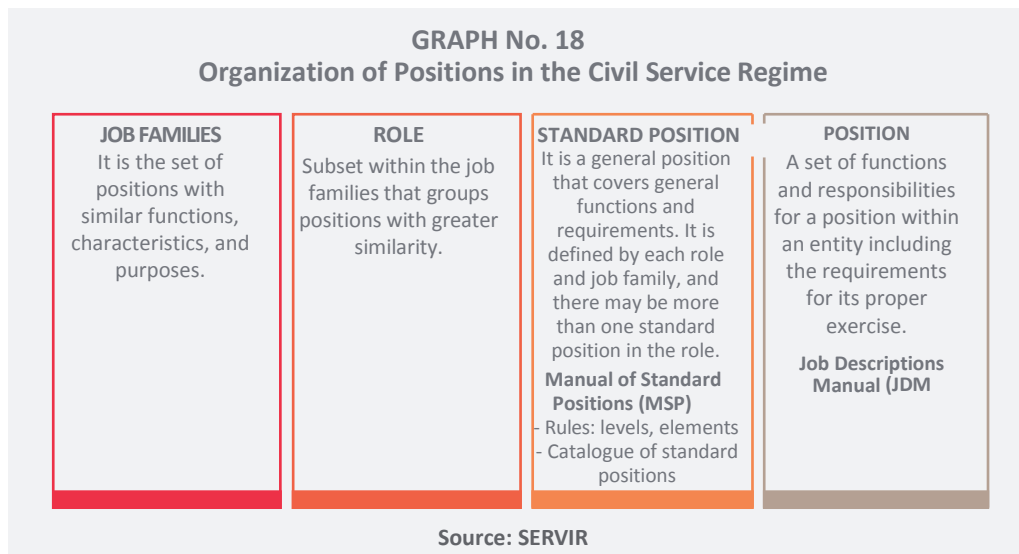 GRAPH No. 18
Organization of Positions in the Civil Service Regime
JOB FAMILIES
It is the set of
positions with
similar functions,
characteristics, and
purposes.
ROLE
Subset within the job
families that groups
positions with greater
similarity.
STANDARD POSITION
It is a general position
that covers general
functions and
requirements. It is
defined by each role
and job family, and
there may be more
than one standard
position in the role.
Manual of Standard
Positions (MSP)
- Rules: levels, elements
- Catalogue of standard
positions
POSITION
A set of functions
and responsibilities
for a position within
an entity including
the requirements
for its proper
exercise.
Job Descriptions
Manual (JDM
Source: SERVIR